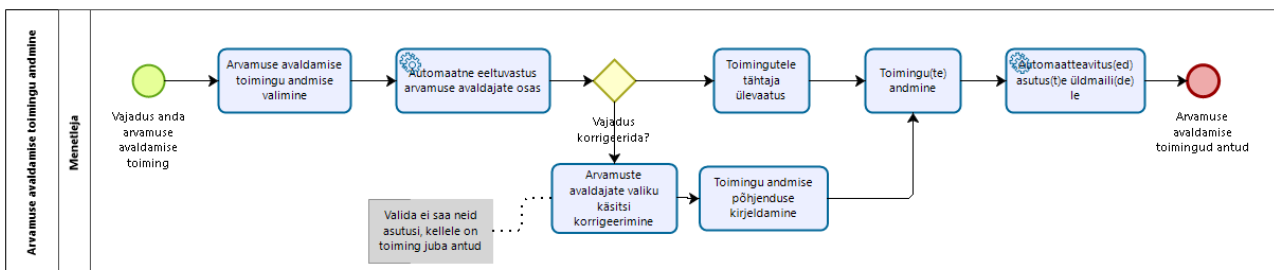 Arvamuse avaldamise toimingu andmine
Menetleja
Vajadus anda
arvamuse
avaldamise
toiming
Arvamuse avaldamise
toimingu andmise
valimine
Automaatne eeltuvastus
arvamuse avaldajate osas
Vajadus
korrigeerida?
Toimingutele
tähtaja
ülevaatus
Toimingu(te)
andmine
Automaatteavitus(ed)
asutus(t)e üldmaili(de)
le
Arvamuse
avaldamise
toimingud antud
Valida ei saa neid
asutusi, kellele on
toiming juba antud
Arvamuste
avaldajate valiku
käsitsi
korrigeerimine
Toimingu andmise
põhjenduse
kirjeldamine